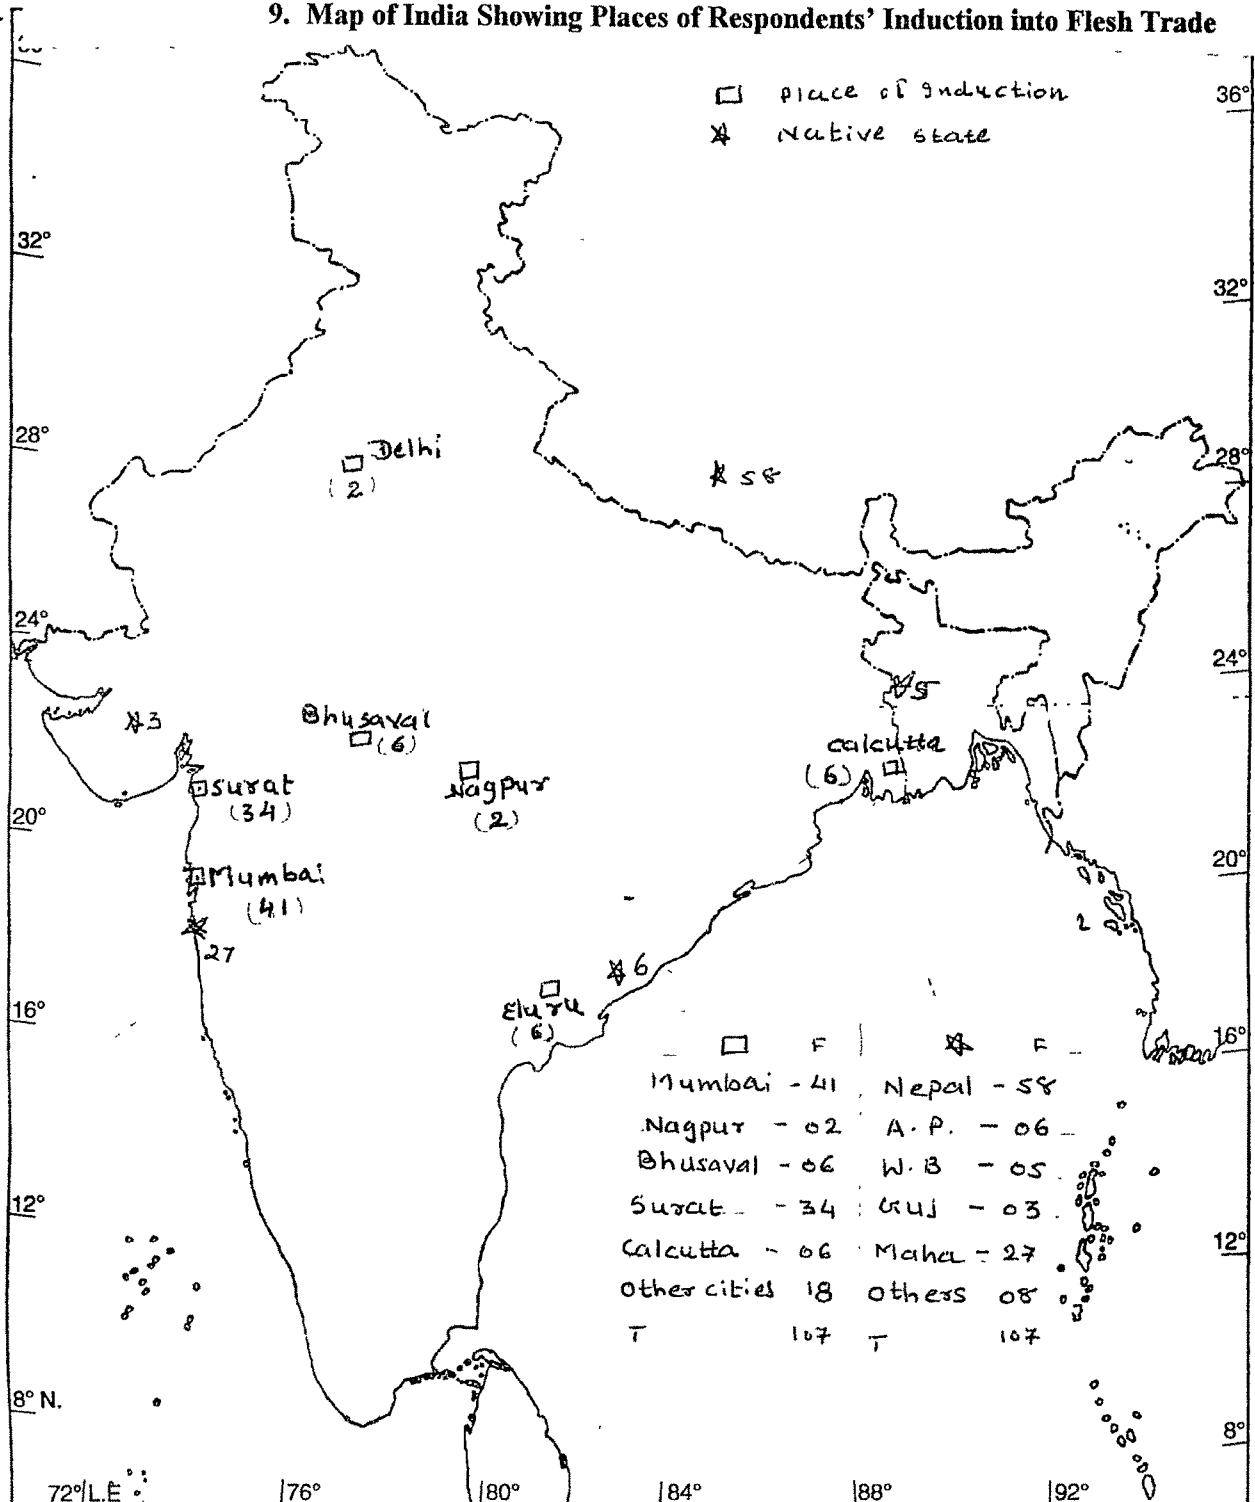 9. Map of India Showing Places of Respondents' Induction into Flesh Trade
Place of Induction
Native State
36°
32°
32°
28°
Delhi
(2)
58
28°
24°
24°
5
3
Bhusaval
(6)
Calcutta
(6)
Surat
(34)
Nagpur
(2)
20°
20°
Mumbai
(41)
27
6
Eluru
(6)
16°
16°
F F
Mumbai - 41 Nepal - 58
Nagpur - 02 A.P. - 06
Bhusaval - 06 W.B - 05
Surat - 34 Guj - 03
Calcutta - 06 Maha - 27
Other cities 18 Others 08
T 107 T 107
12°
12°
8° N.
8°
72° L.E 76° 80° 84° 88° 92°